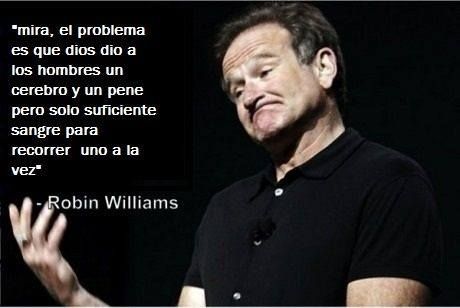 "mira, el problema
es que dios dio a
los hombres un
cerebro y un pene
pero solo suficiente
sangre para
recorrer  uno a la
vez"
- Robin Williams